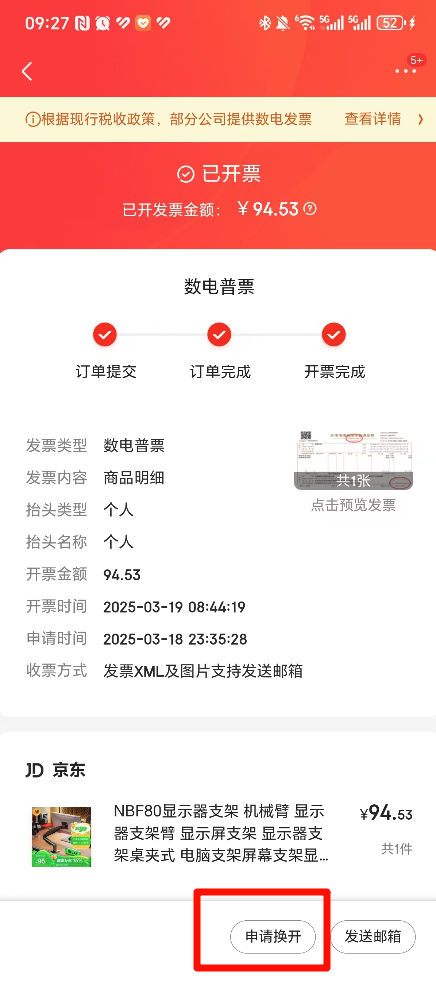 09:27
52
5+
根据现行税收政策，部分公司提供数电发票 查看详情
已开票
已开发票金额：￥94.53
数电普票
订单提交 订单完成 开票完成
发票类型 数电普票
发票内容 商品明细
共1张
抬头类型 个人
点击预览发票
抬头名称 个人
开票金额 94.53
开票时间 2025-03-19 08:44:19
申请时间 2025-03-18 23:35:28
收票方式 发票XML及图片支持发送邮箱
JD 京东
NBF80显示器支架 机械臂 显示 ¥94.53
器支架臂 显示屏支架 显示器支
架桌夹式 电脑支架屏幕支架显... 共1件
申请换开 发送邮箱